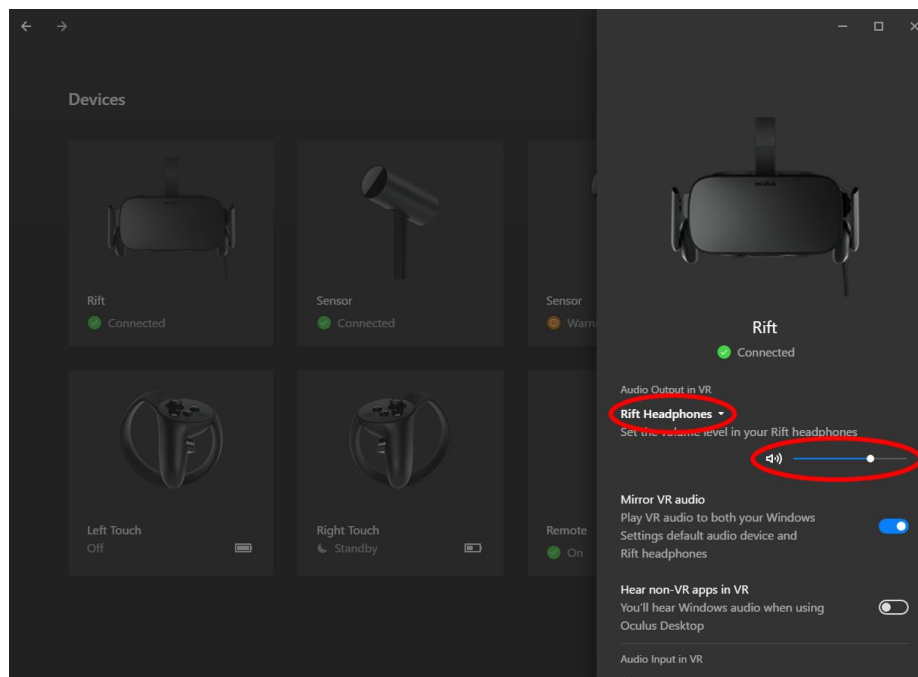 Devices
Rift
Connected
Sensor
Connected
Sensor
Left Touch
Off
Right Touch
Standby
Remote
On
oculus
Rift
Connected
Audio Output in VR
Rift Headphones
Set the volume level in your Rift headphones
Mirror VR audio
Play VR audio to both your Windows
Settings default audio device and
Rift headphones
Hear non-VR apps in VR
You'll hear Windows audio when using
Oculus Desktop
Audio Input in VR